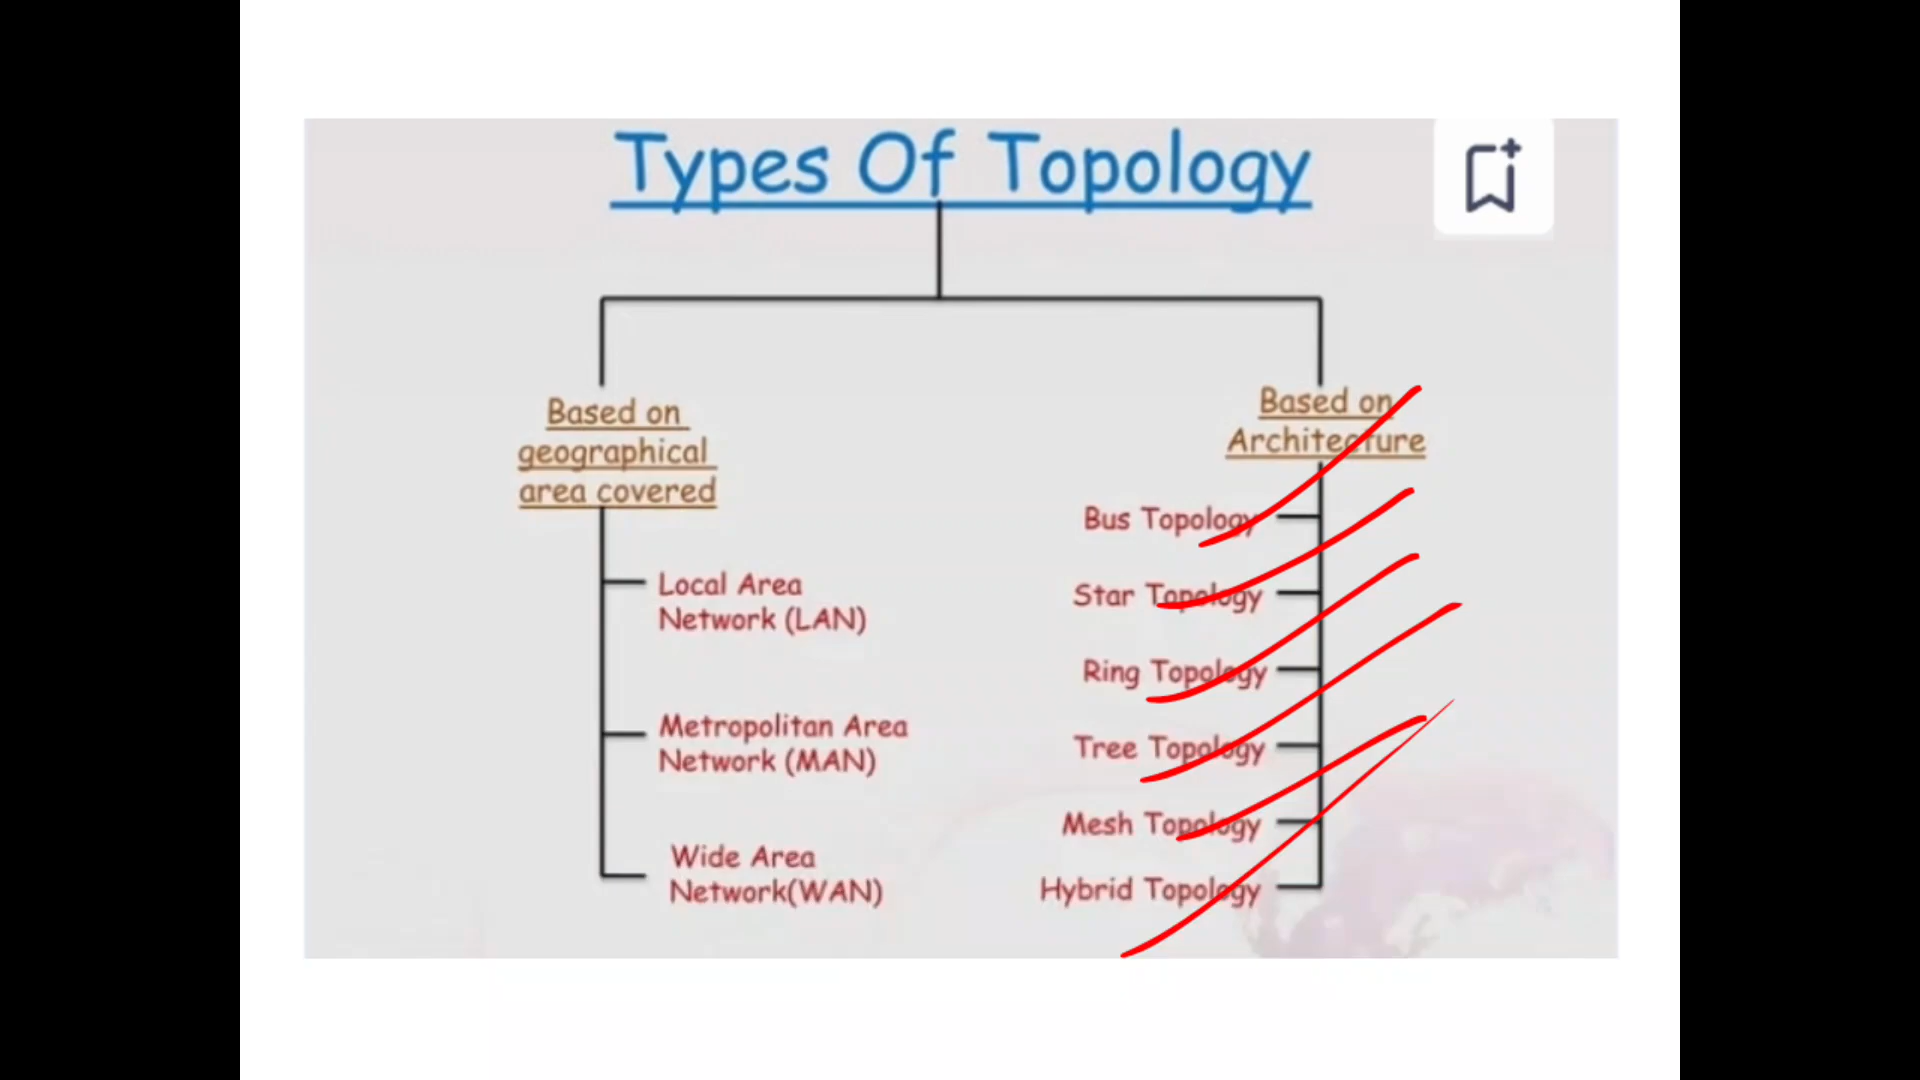 Types Of Topology
Based on
geographical
area covered
Local Area
Network (LAN)
Metropolitan Area
Network (MAN)
Wide Area
Network(WAN)
Based on
Architecture
Bus Topology
Star Topology
Ring Topology
Tree Topology
Mesh Topology
Hybrid Topology